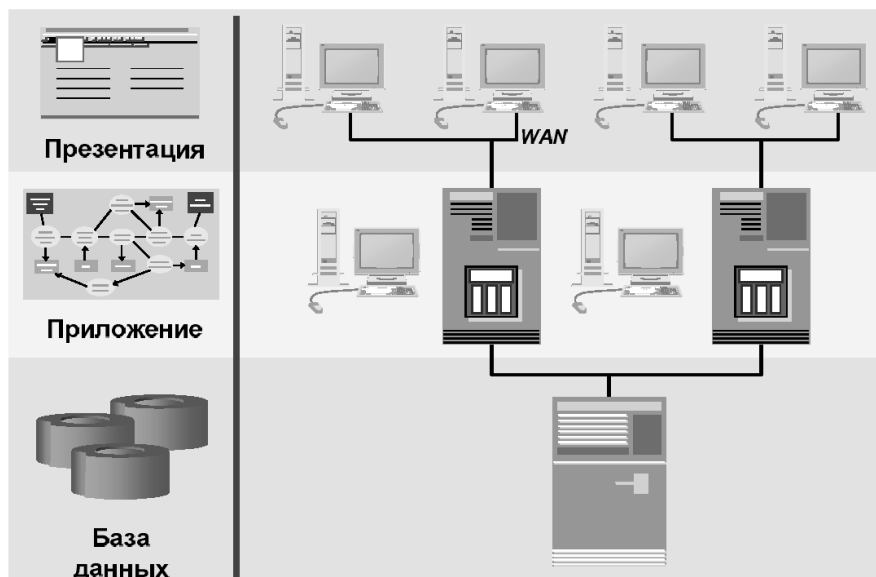 Презентация
WAN
Приложение
База
данных